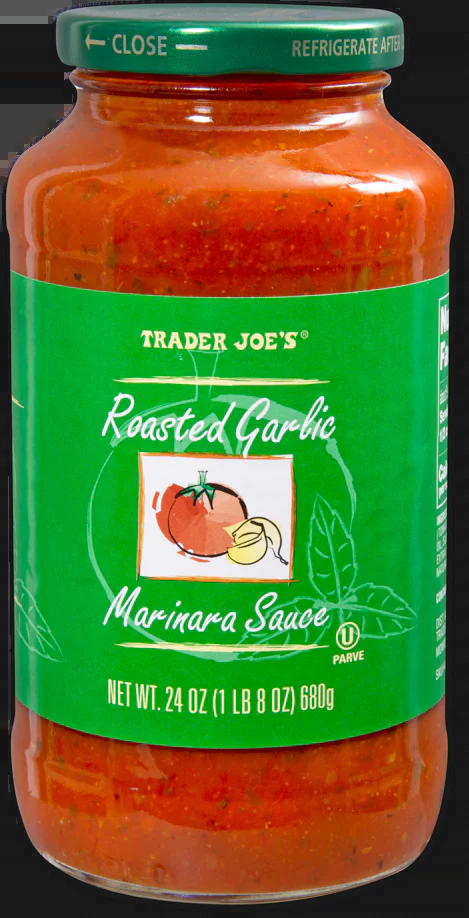 ← CLOSE —
REFRIGERATE AFTER
TRADER JOE'S®
Roasted Garlic
Marinara Sauce
U
PARVE
NET WT. 24 OZ (1 LB 8 OZ) 680g